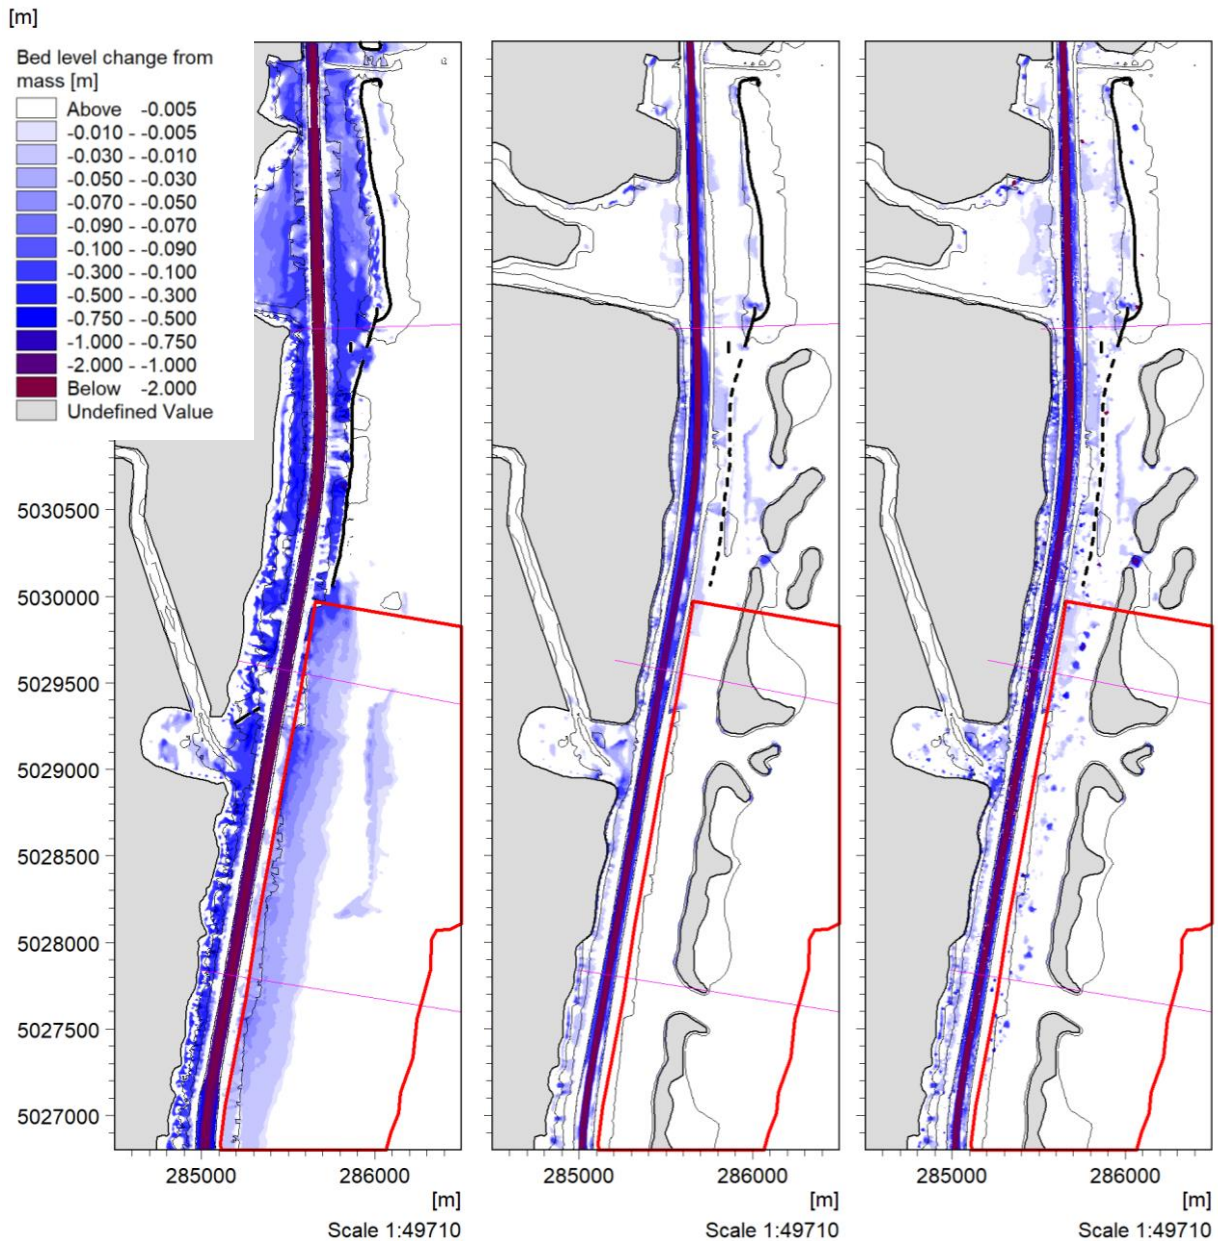 [m]
Bed level change from
mass [m]
Above -0.005
-0.010 - -0.005
-0.030 - -0.010
-0.050 - -0.030
-0.070 - -0.050
-0.090 - -0.070
-0.100 - -0.090
-0.300 - -0.100
-0.500 - -0.300
-0.750 - -0.500
-1.000 - -0.750
-2.000 - -1.000
Below -2.000
Undefined Value
5030500
5030000
5029500
5029000
5028500
5028000
5027500
5027000
285000 286000 285000 286000 285000 286000
[m] [m] [m]
Scale 1:49710 Scale 1:49710 Scale 1:49710